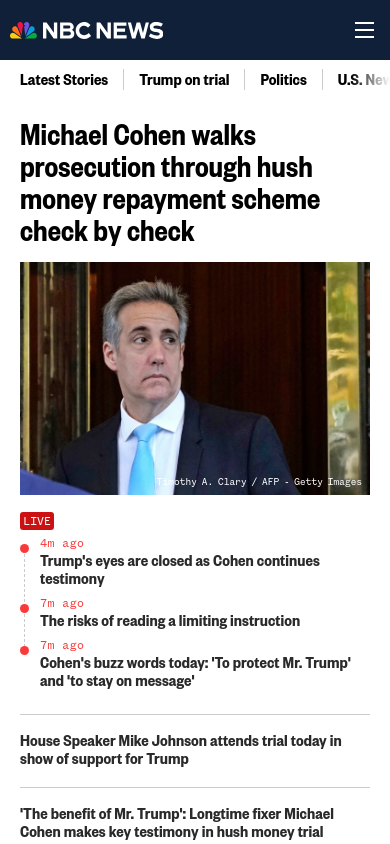 NBC NEWS
Latest Stories
Trump on trial
Politics
U.S. New
Michael Cohen walks
prosecution through hush
money repayment scheme
check by check
Timothy A. Clary / AFP - Getty Images
LIVE
4m ago
Trump's eyes are closed as Cohen continues
testimony
7m ago
The risks of reading a limiting instruction
7m ago
Cohen's buzz words today: 'To protect Mr. Trump'
and 'to stay on message'
House Speaker Mike Johnson attends trial today in
show of support for Trump
'The benefit of Mr. Trump': Longtime fixer Michael
Cohen makes key testimony in hush money trial